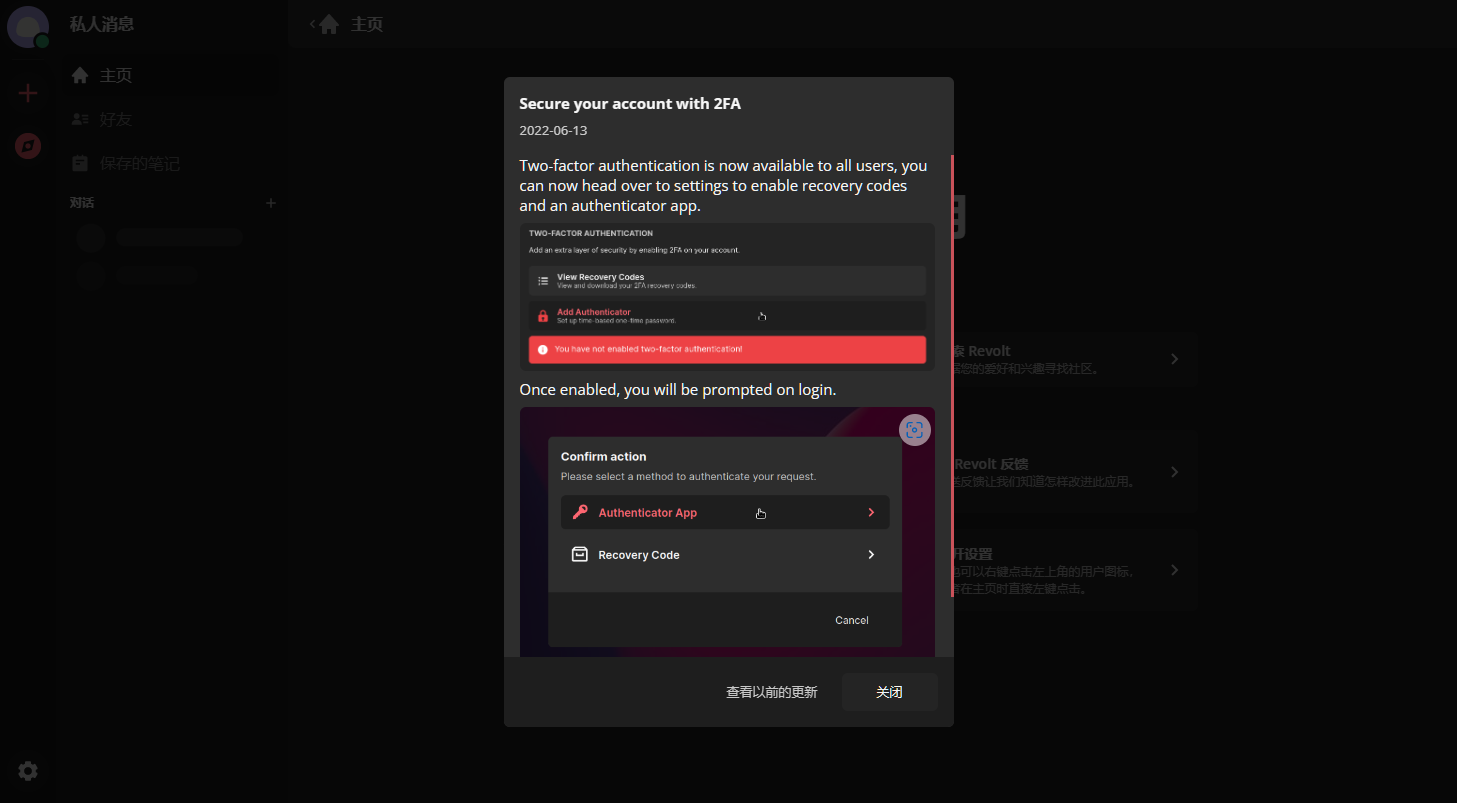 私人消息
主页
好友
保存的笔记
对话
主页
Secure your account with 2FA
2022-06-13
Two-factor authentication is now available to all users, you
can now head over to settings to enable recovery codes
and an authenticator app.
TWO-FACTOR AUTHENTICATION
Add an extra layer of security by enabling 2FA on your account.
View Recovery Codes
View and download your 2FA recovery codes.
Add Authenticator
Set up time-based one-time password.
You have not enabled two-factor authentication!
Once enabled, you will be prompted on login.
Confirm action
Please select a method to authenticate your request.
Authenticator App
Recovery Code
Cancel
查看以前的更新
关闭
索 Revolt
您的爱好和兴趣寻找社区。
Revolt 反馈
反馈让我们知道怎样改进此应用。
开设置
也可以右键点击左上角的用户图标，
在主页时直接左键点击。